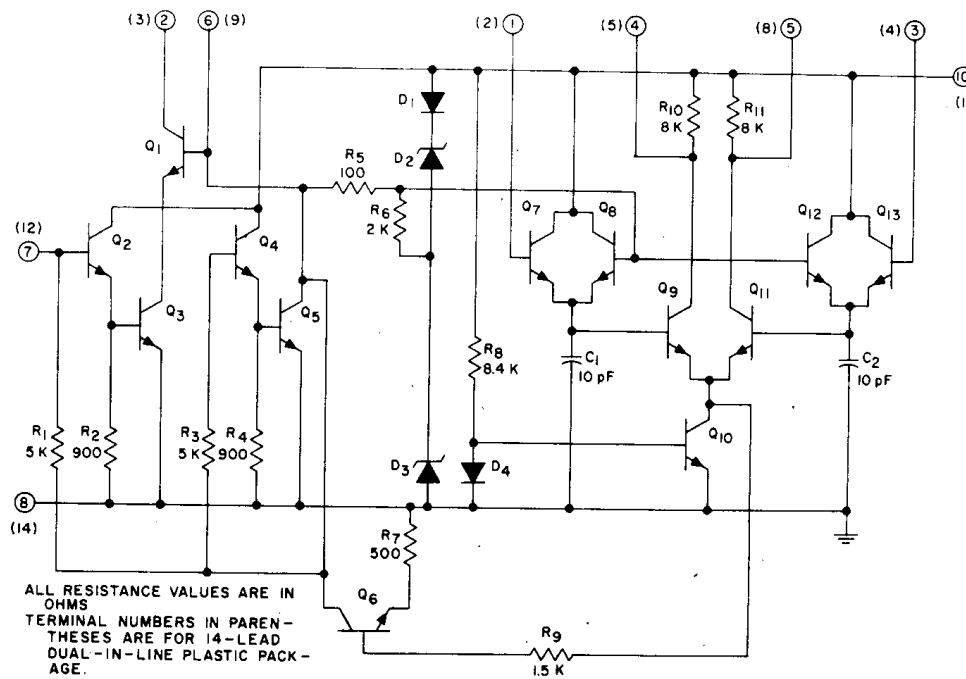 (3) 2
6 (9)
(2) 1
(5) 4
(8) 5
(4) 3
10
(1
D1
R10
8 K
R11
8 K
Q1
D2
R5
100
R6
2 K
Q7
Q8
Q12
Q13
(12)
7
Q2
Q4
Q3
Q5
Q9
Q11
R8
8.4 K
C1
10 pF
C2
10 pF
R1
5 K
R2
900
R3
5 K
R4
900
D3
D4
Q10
8
(14)
R7
500
ALL RESISTANCE VALUES ARE IN
OHMS
TERMINAL NUMBERS IN PAREN-
THESES ARE FOR 14-LEAD
DUAL-IN-LINE PLASTIC PACK-
AGE.
Q6
R9
1.5 K